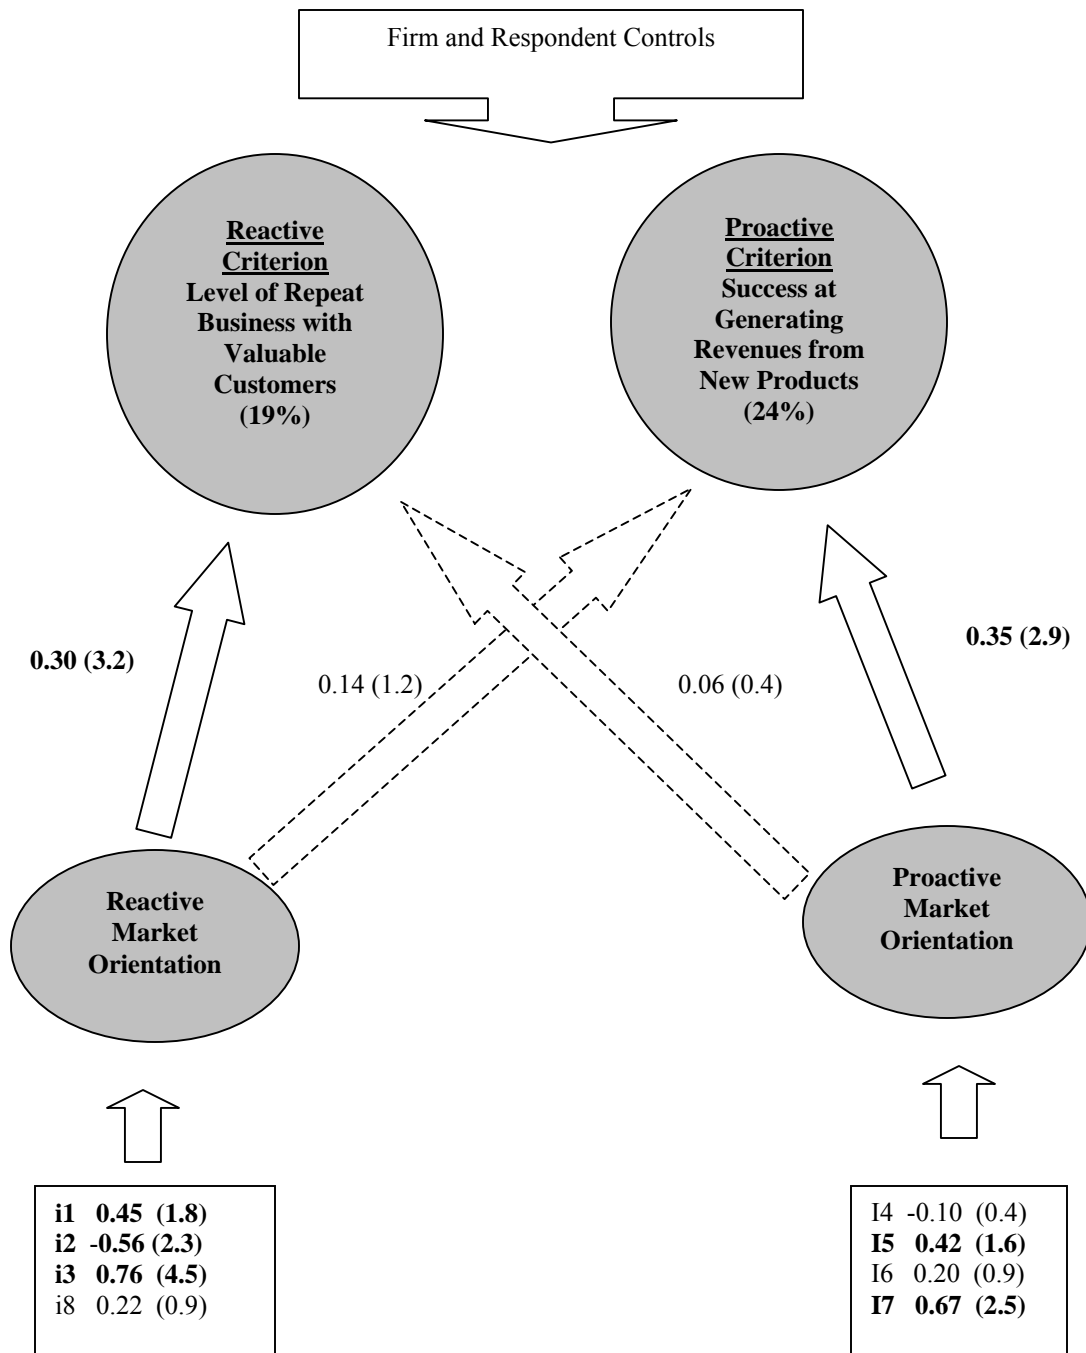 Firm and Respondent Controls
Reactive
Criterion
Level of Repeat
Business with
Valuable
Customers
(19%)
Proactive
Criterion
Success at
Generating
Revenues from
New Products
(24%)
0.30 (3.2)
0.14 (1.2)
0.06 (0.4)
0.35 (2.9)
Reactive
Market
Orientation
Proactive
Market
Orientation
i1 0.45 (1.8)
i2 -0.56 (2.3)
i3 0.76 (4.5)
i8 0.22 (0.9)
I4 -0.10 (0.4)
I5 0.42 (1.6)
I6 0.20 (0.9)
I7 0.67 (2.5)